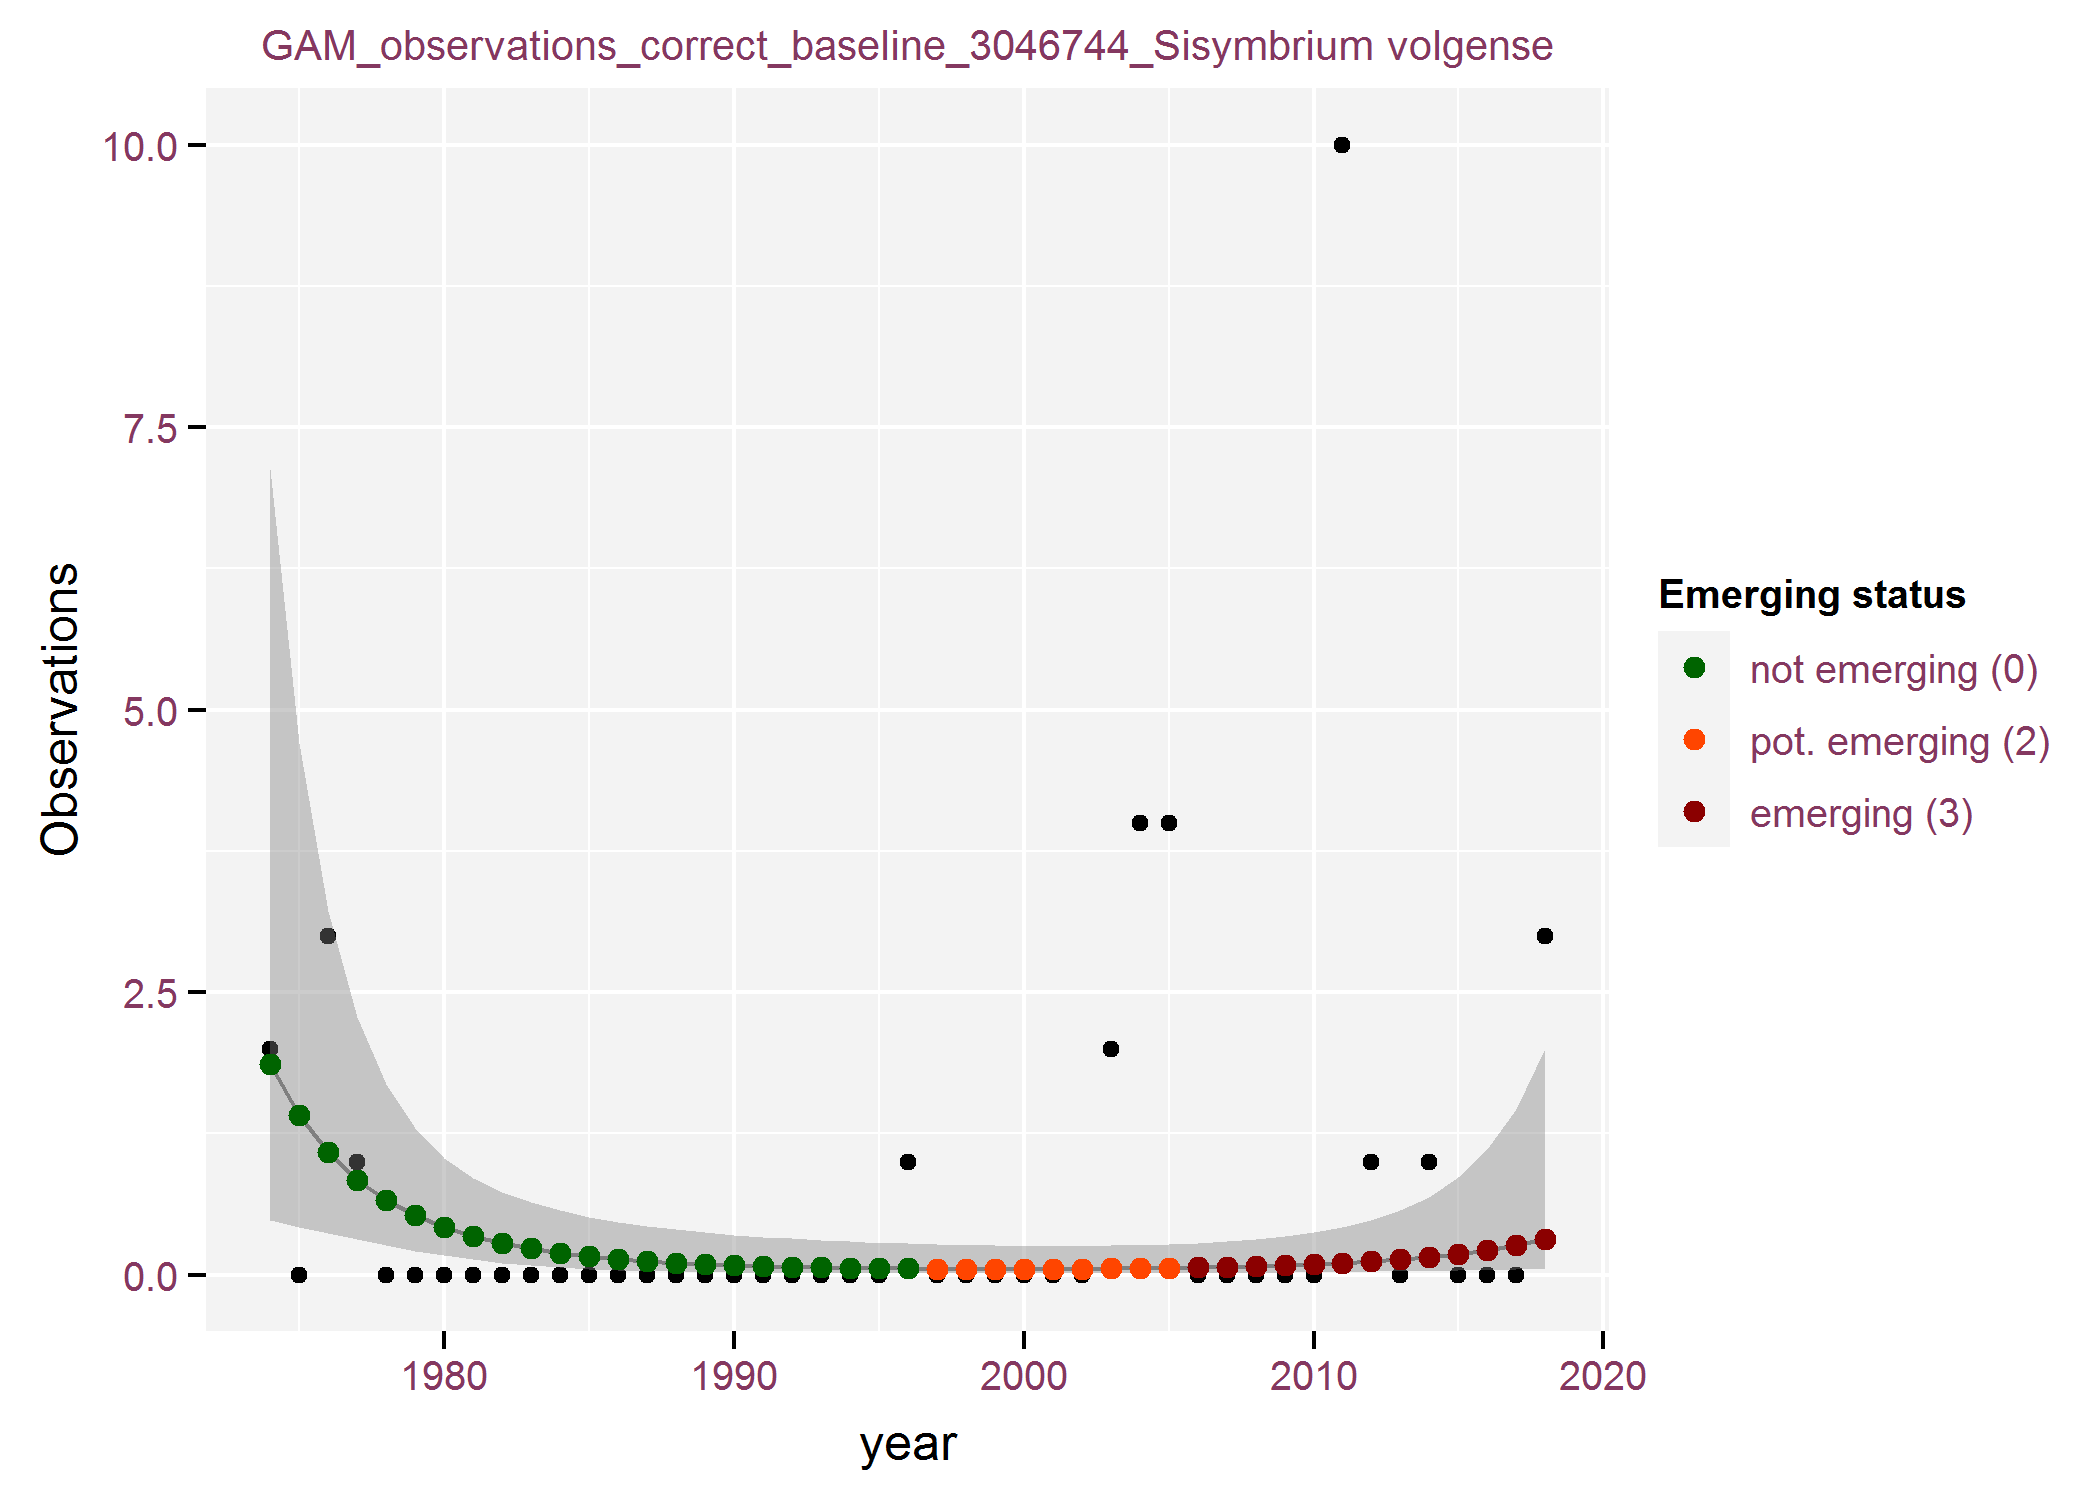 GAM_observations_correct_baseline_3046744_Sisymbrium volgense
10.0
7.5
5.0
2.5
0.0
Observations
1980 1990 2000 2010 2020
year
Emerging status
not emerging (0)
pot. emerging (2)
emerging (3)